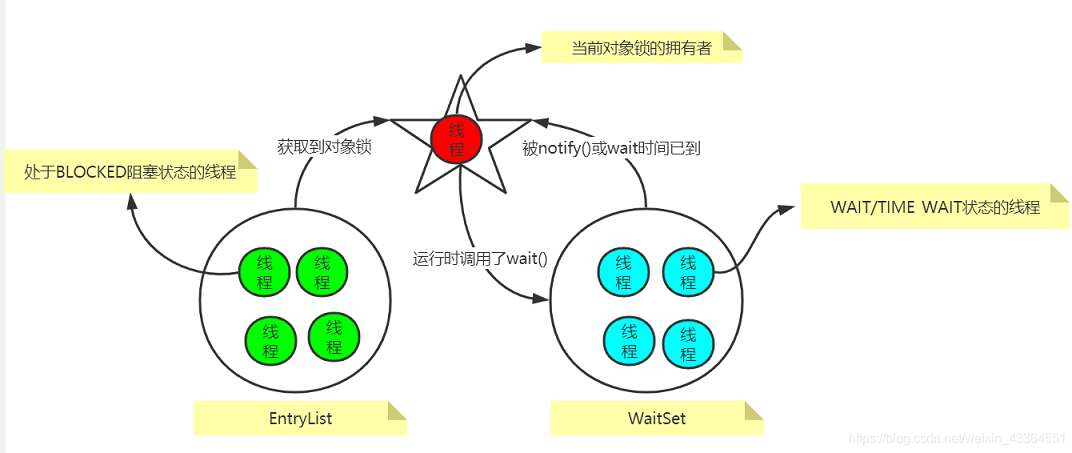 当前对象锁的拥有者
线
程
获取到对象锁
被notify()或wait时间已到
处于BLOCKED阻塞状态的线程
WAIT/TIME WAIT状态的线程
运行时调用了wait()
线
程
线
程
线
程
线
程
线
程
线
程
线
程
线
程
EntryList
WaitSet
https://blog.csdn.net/weixin_43364551